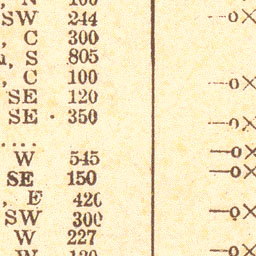 SW 244 —o×
, C 300
, S 805
, C 100 —o×
SE 120
SE · 350 —o×
....
W 545 —o×
SE 150 —o×
, E 420
SW 300 —o×
W 227
W —o×